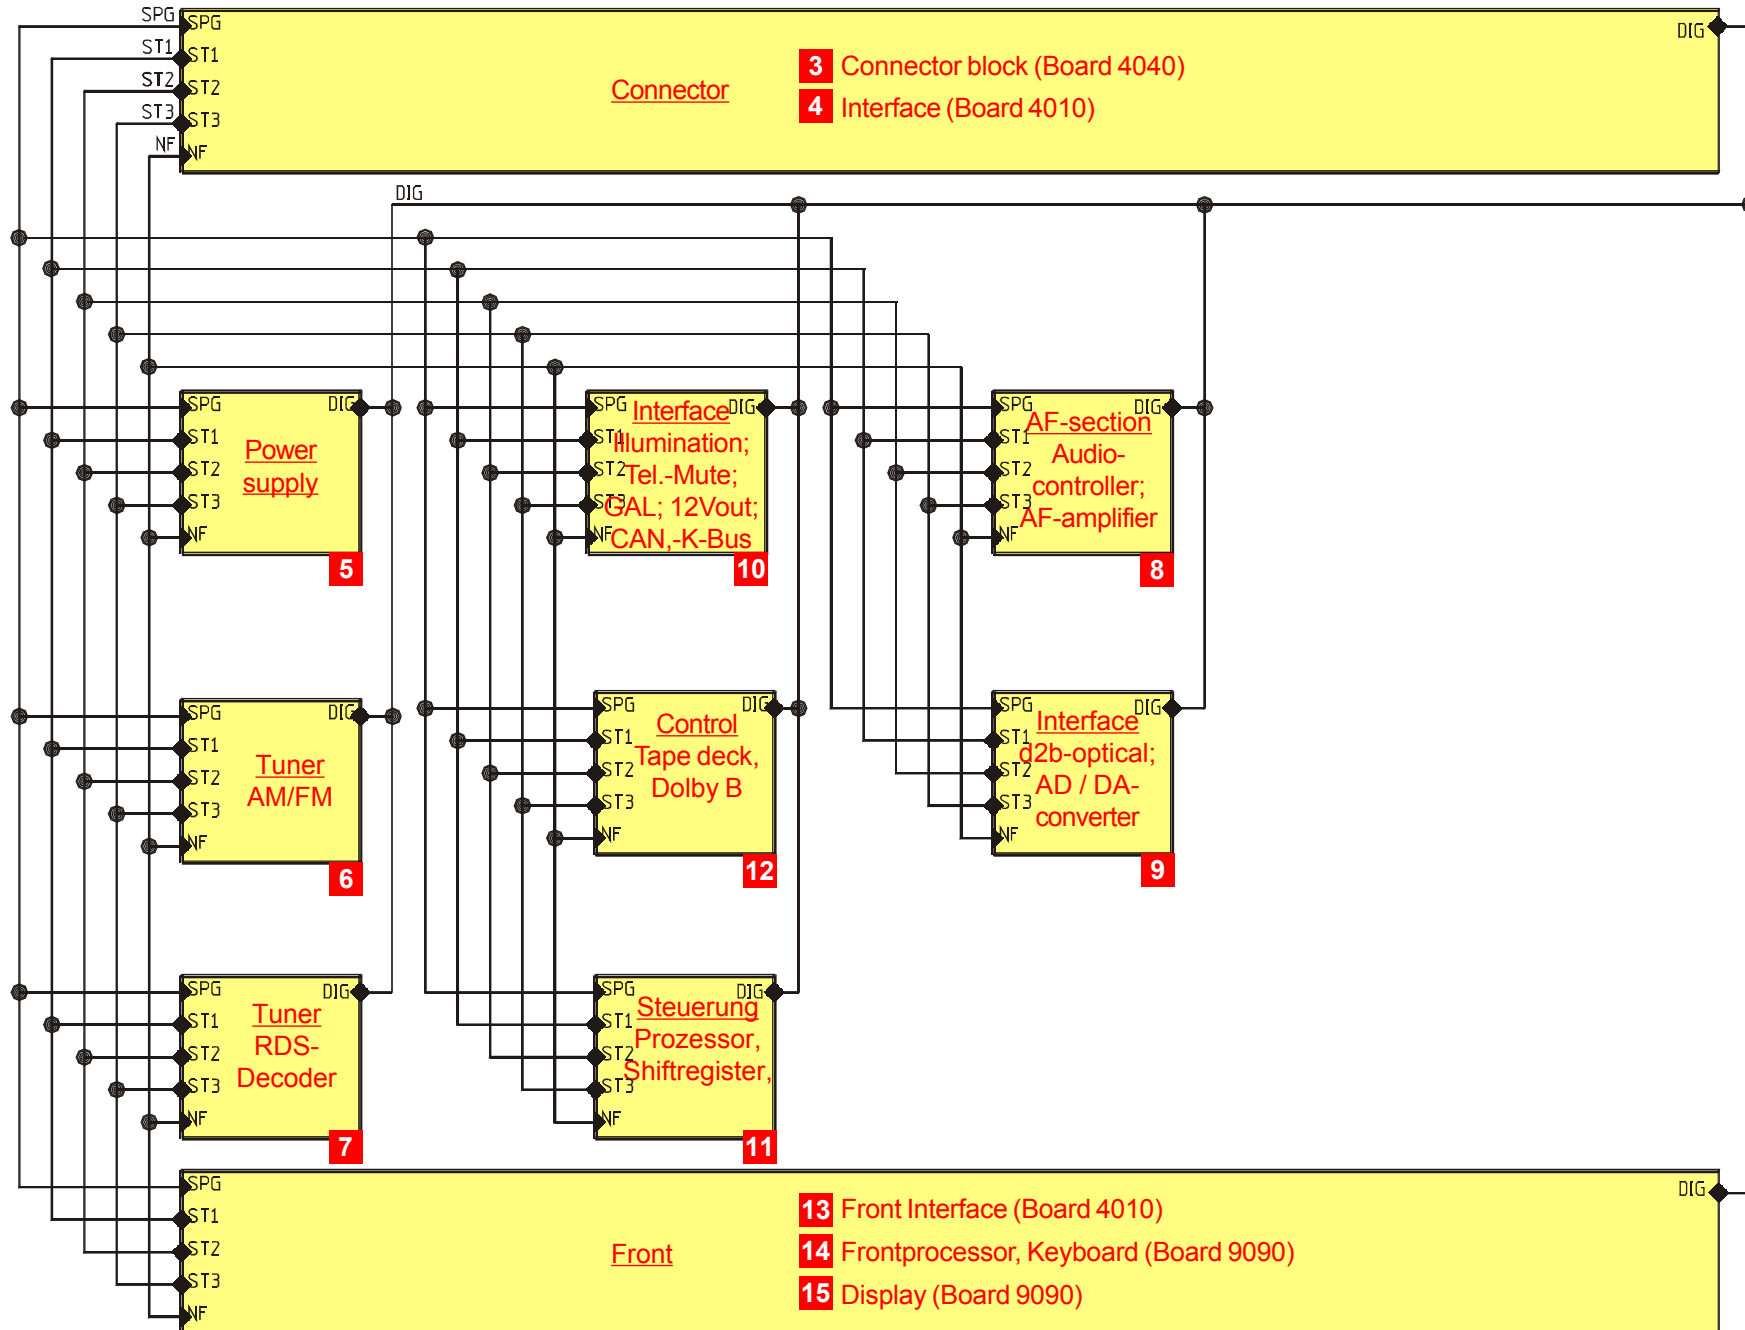 SPG
SPG
DIG
ST1
ST1
ST2
ST2
ST3
ST3
NF
NF
Connector
3 Connector block (Board 4040)
4 Interface (Board 4010)
DIG
SPG
DIG
ST1
ST2
ST3
NF
Power
supply
5
SPG
DIG
ST1
ST2
ST3
NF
Interface
Illumination;
Tel.-Mute;
GAL; 12Vout;
CAN,-K-Bus
10
SPG
DIG
ST1
ST2
ST3
NF
AF-section
Audio-
controller;
AF-amplifier
8
SPG
DIG
ST1
ST2
ST3
NF
Tuner
AM/FM
6
SPG
DIG
ST1
ST2
ST3
NF
Control
Tape deck,
Dolby B
12
SPG
DIG
ST1
ST2
ST3
NF
Interface
d2b-optical;
AD / DA-
converter
9
SPG
DIG
ST1
ST2
ST3
NF
Tuner
RDS-
Decoder
7
SPG
DIG
ST1
ST2
ST3
NF
Steuerung
Prozessor,
Shiftregister,
11
SPG
DIG
ST1
ST2
ST3
NF
Front
13 Front Interface (Board 4010)
14 Frontprocessor, Keyboard (Board 9090)
15 Display (Board 9090)